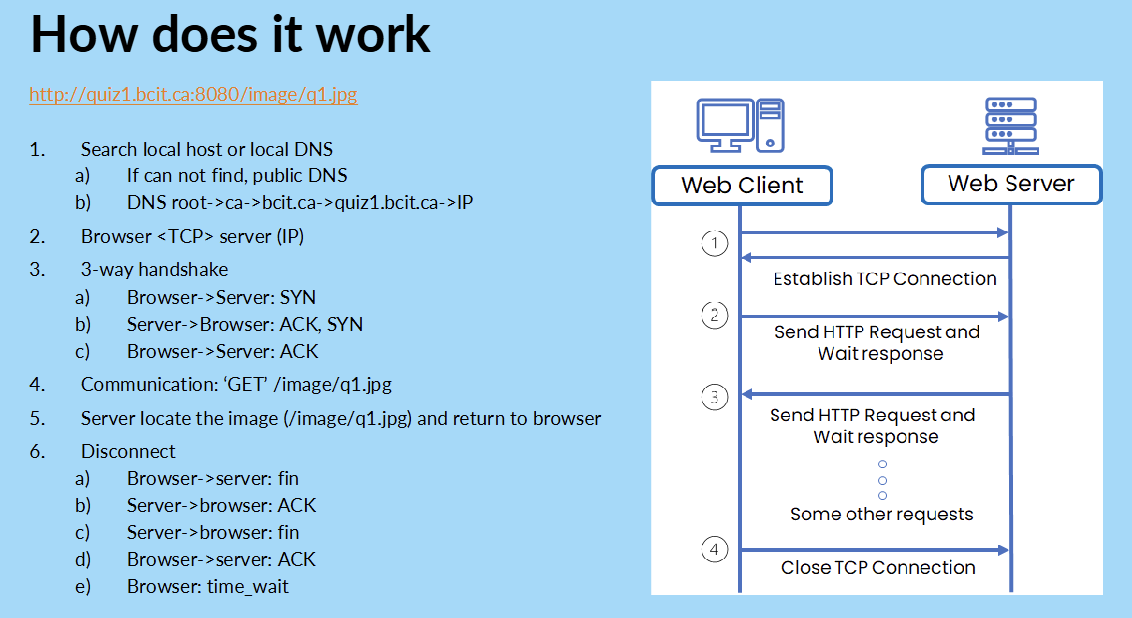 How does it work
http://quiz1.bcit.ca:8080/image/q1.jpg
1. Search local host or local DNS
a) If can not find, public DNS
b) DNS root->ca->bcit.ca->quiz1.bcit.ca->IP
2. Browser <TCP> server (IP)
3. 3-way handshake
a) Browser->Server: SYN
b) Server->Browser: ACK, SYN
c) Browser->Server: ACK
4. Communication: ‘GET’ /image/q1.jpg
5. Server locate the image (/image/q1.jpg) and return to browser
6. Disconnect
a) Browser->server: fin
b) Server->browser: ACK
c) Server->browser: fin
d) Browser->server: ACK
e) Browser: time_wait
Web Client
Web Server
1
Establish TCP Connection
2
Send HTTP Request and
Wait response
3
Send HTTP Request and
Wait response
Some other requests
4
Close TCP Connection